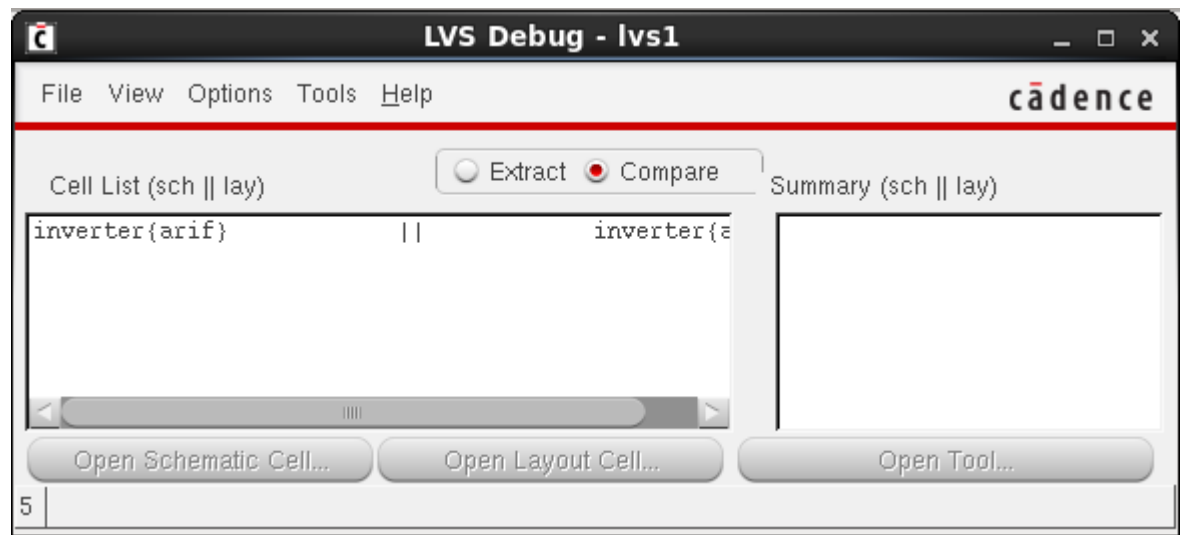 LVS Debug - lvs1
File View Options Tools Help
cādence
Extract Compare
Cell List (sch || lay)
Summary (sch || lay)
inverter{arif} || inverter{a
Open Schematic Cell... Open Layout Cell... Open Tool...
5